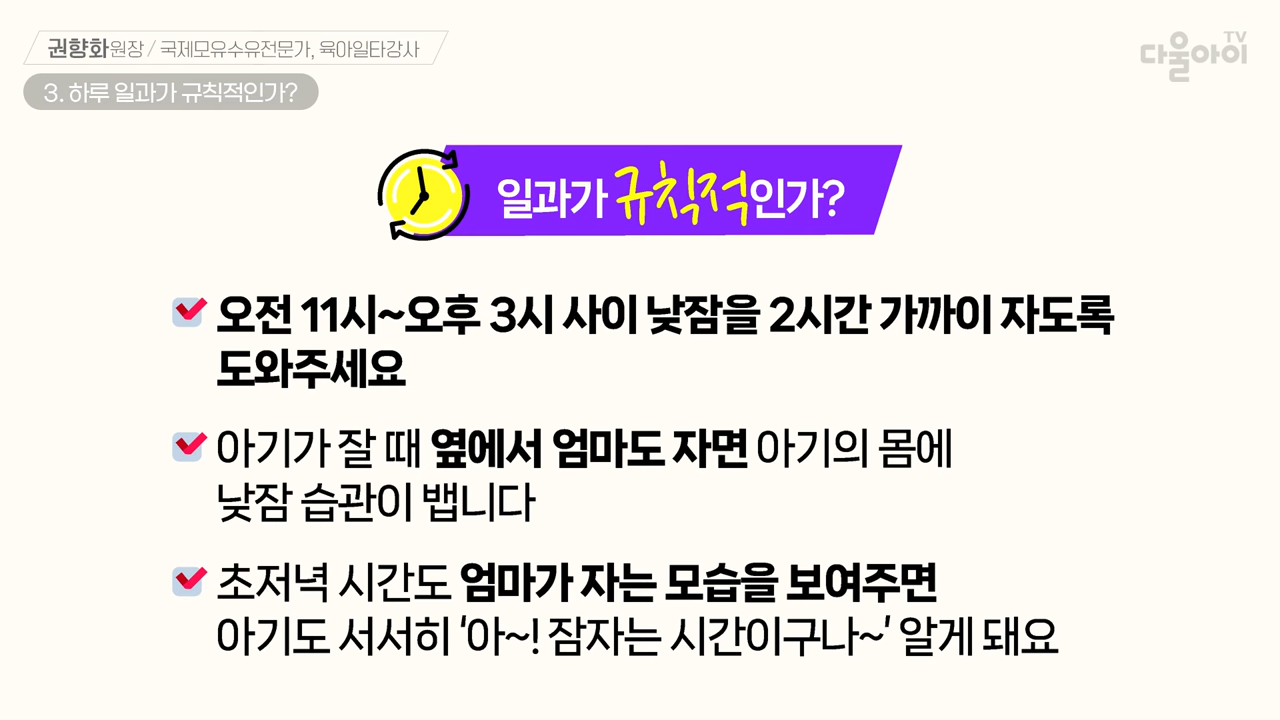 권향화원장 / 국제모유수유전문가, 육아일타강사
다울아이 TV
3. 하루 일과가 규칙적인가?
일과가 규칙적인가?
오전 11시~오후 3시 사이 낮잠을 2시간 가까이 자도록
도와주세요
아기가 잘 때 옆에서 엄마도 자면 아기의 몸에
낮잠 습관이 뱁니다
초저녁 시간도 엄마가 자는 모습을 보여주면
아기도 서서히 '아~! 잠자는 시간이구나~' 알게 돼요